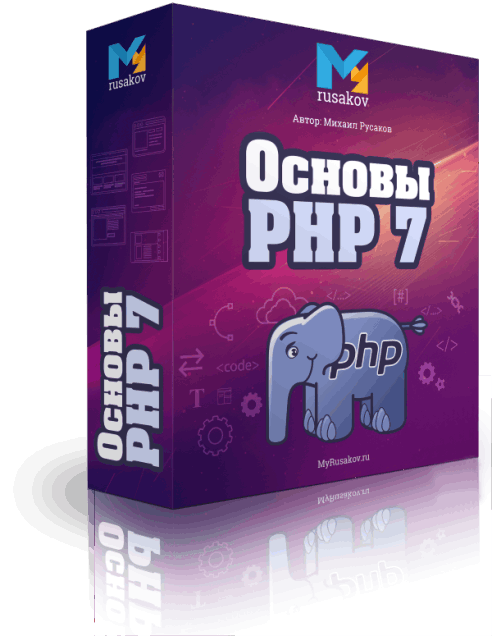 rusakov
Основы
PHP 7
rusakov
Автор: Михаил Русаков
Основы
PHP 7
</...>
[#]
</...>
<code>
</>
T
php
MyRusakov.ru